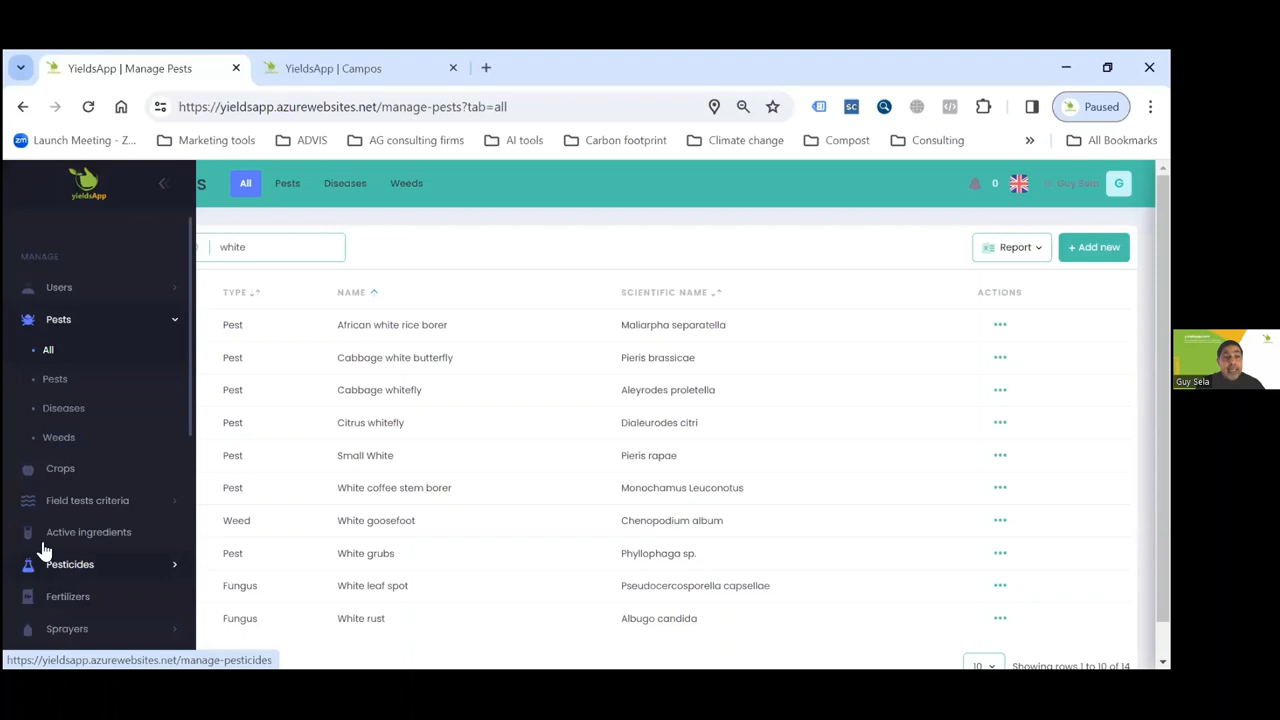 YieldsApp | Manage Pests
YieldsApp | Campos
https://yieldsapp.azurewebsites.net/manage-pests?tab=all
SC
Paused
zm Launch Meeting - Z...
Marketing tools
ADVIS
AG consulting firms
AI tools
Carbon footprint
Climate change
Compost
Consulting
»
All Bookmarks
yieldsApp
S
All
Pests
Diseases
Weeds
0
Guy Sela
G
white
Report
+ Add new
MANAGE
Users
Pests
All
Pests
Diseases
Weeds
Crops
Field tests criteria
Active ingredients
Pesticides
Fertilizers
Sprayers
TYPE NAME SCIENTIFIC NAME ACTIONS
Pest African white rice borer Maliarpha separatella
Pest Cabbage white butterfly Pieris brassicae
Pest Cabbage whitefly Aleyrodes proletella
Pest Citrus whitefly Dialeurodes citri
Pest Small White Pieris rapae
Pest White coffee stem borer Monochamus Leuconotus
Weed White goosefoot Chenopodium album
Pest White grubs Phyllophaga sp.
Fungus White leaf spot Pseudocercosporella capsellae
Fungus White rust Albugo candida
10 Showing rows 1 to 10 of 14
https://yieldsapp.azurewebsites.net/manage-pesticides
Guy Sela